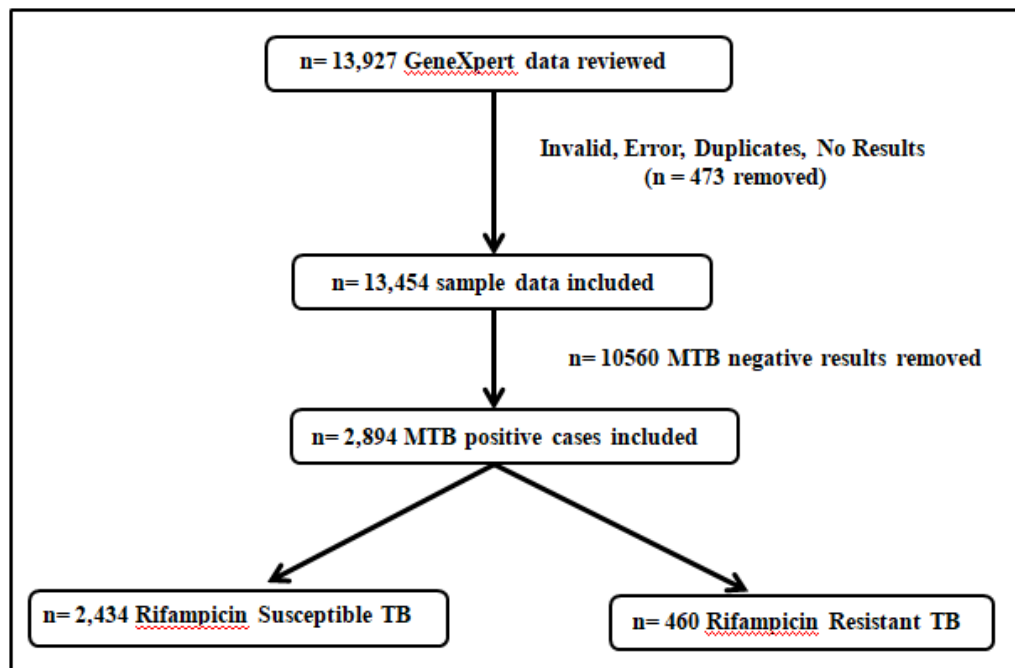 n= 13,927 GeneXpert data reviewed
Invalid, Error, Duplicates, No Results
(n = 473 removed)
n= 13,454 sample data included
n= 10560 MTB negative results removed
n= 2,894 MTB positive cases included
n= 2,434 Rifampicin Susceptible TB
n= 460 Rifampicin Resistant TB